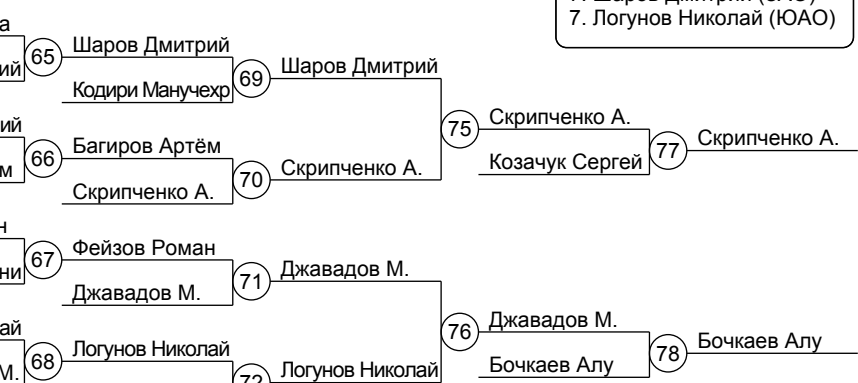 7. Логунов Николай (ЮАО)
65
Шаров Дмитрий
Кодири Манучехр
69
Шаров Дмитрий
66
Багиров Артём
Скрипченко А.
70
Скрипченко А.
75
Скрипченко А.
Козачук Сергей
77
Скрипченко А.
67
Фейзов Роман
Джавадов М.
71
Джавадов М.
68
Логунов Николай
72
Логунов Николай
76
Джавадов М.
Бочкаев Алу
78
Бочкаев Алу